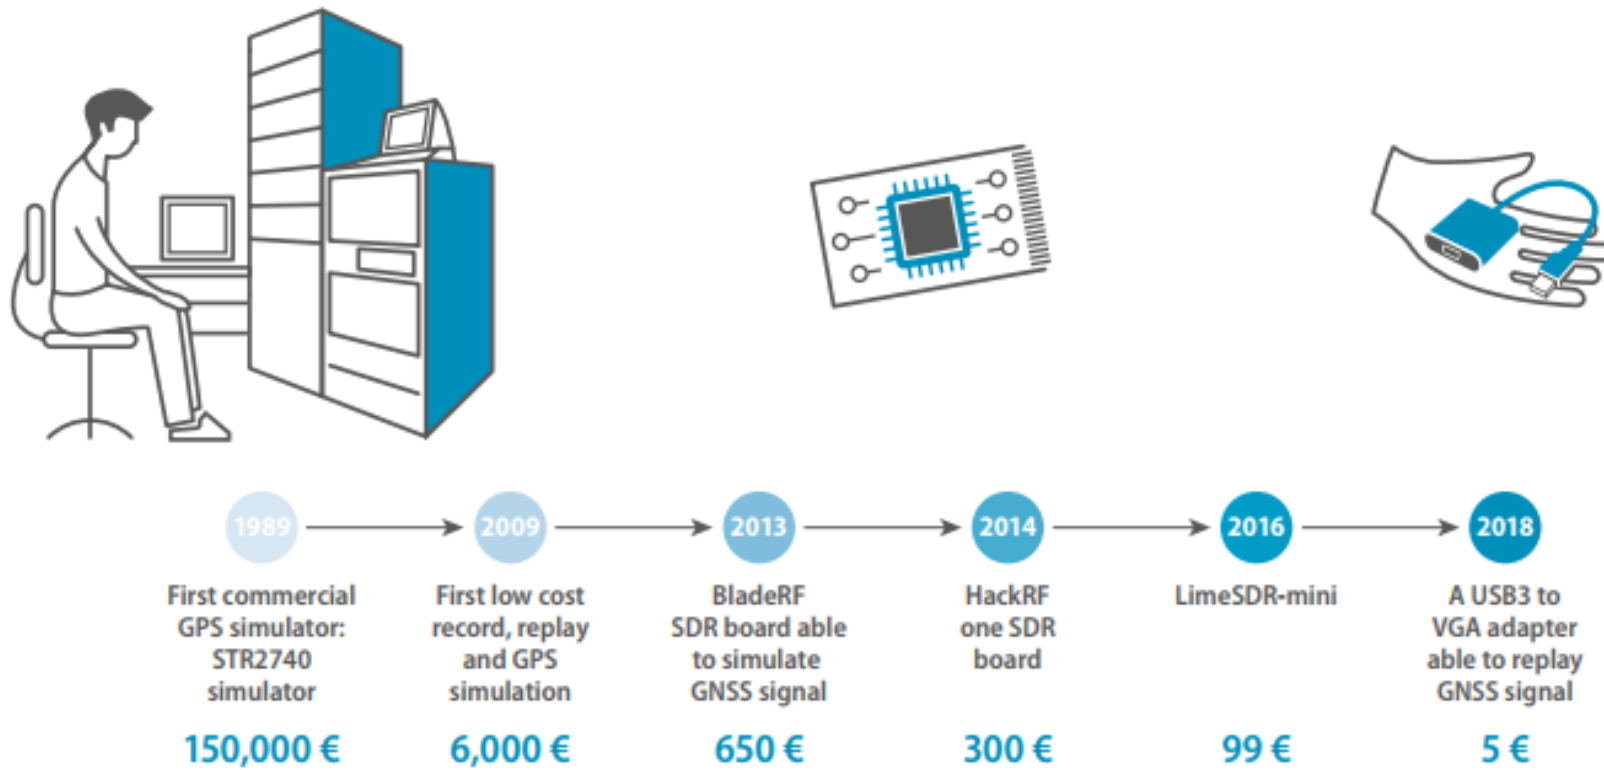 1989
2009
2013
2014
2016
2018
First commercial
GPS simulator:
STR2740
simulator
150,000 €
First low cost
record, replay
and GPS
simulation
6,000 €
BladeRF
SDR board able
to simulate
GNSS signal
650 €
HackRF
one SDR
board
300 €
LimeSDR-mini
99 €
A USB3 to
VGA adapter
able to replay
GNSS signal
5 €